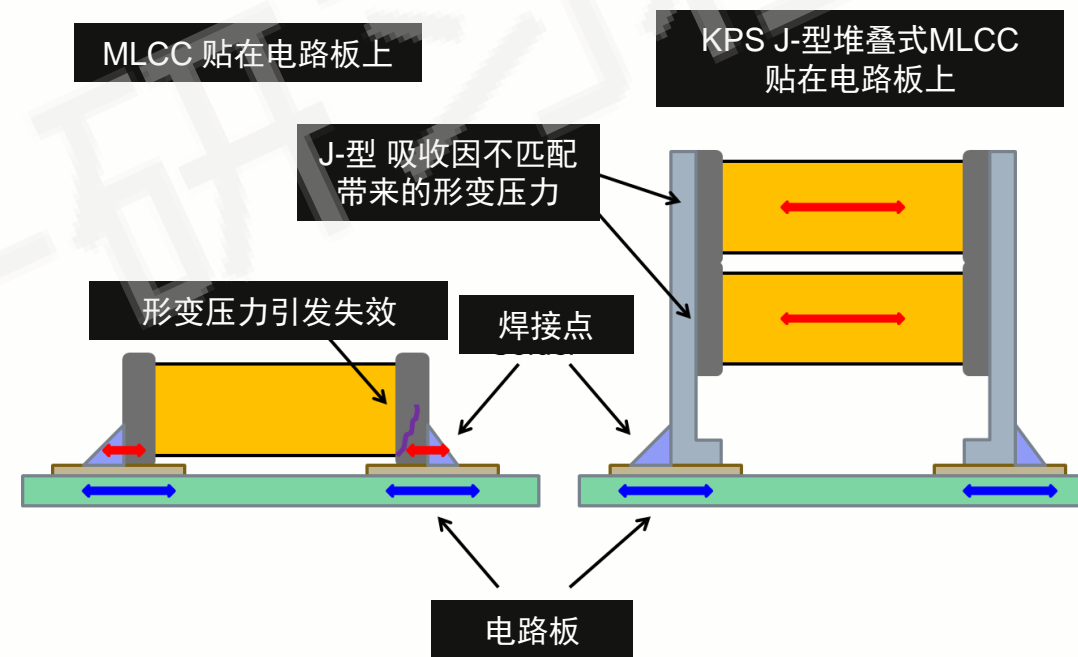 MLCC 贴在电路板上
KPS J-型堆叠式MLCC
贴在电路板上
J-型 吸收因不匹配
带来的形变压力
形变压力引发失效
焊接点
电路板